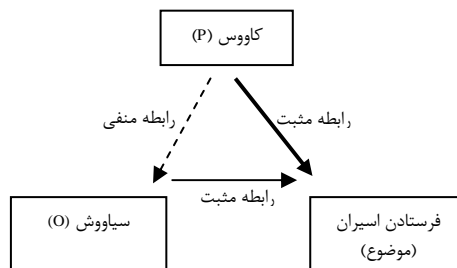 کاووس (P)
رابطه مثبت
رابطه منفی
رابطه مثبت
فرستادن اسیران
(موضوع)
سیاووش (O)